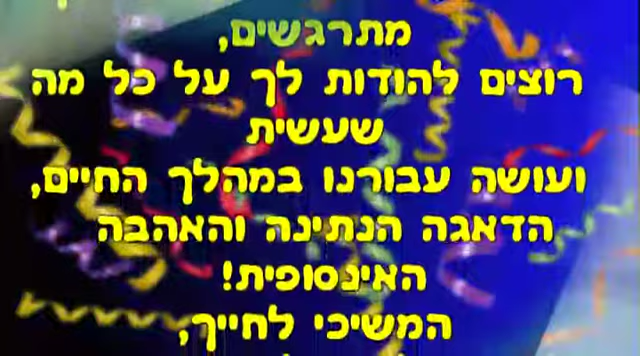 מתרגשים,
רוצים להודות לך על כל מה
שעשית
ועושה עבורנו במהלך החיים,
הדאגה הנתינה והאהבה
האינסופית!
המשיכי לחייך,